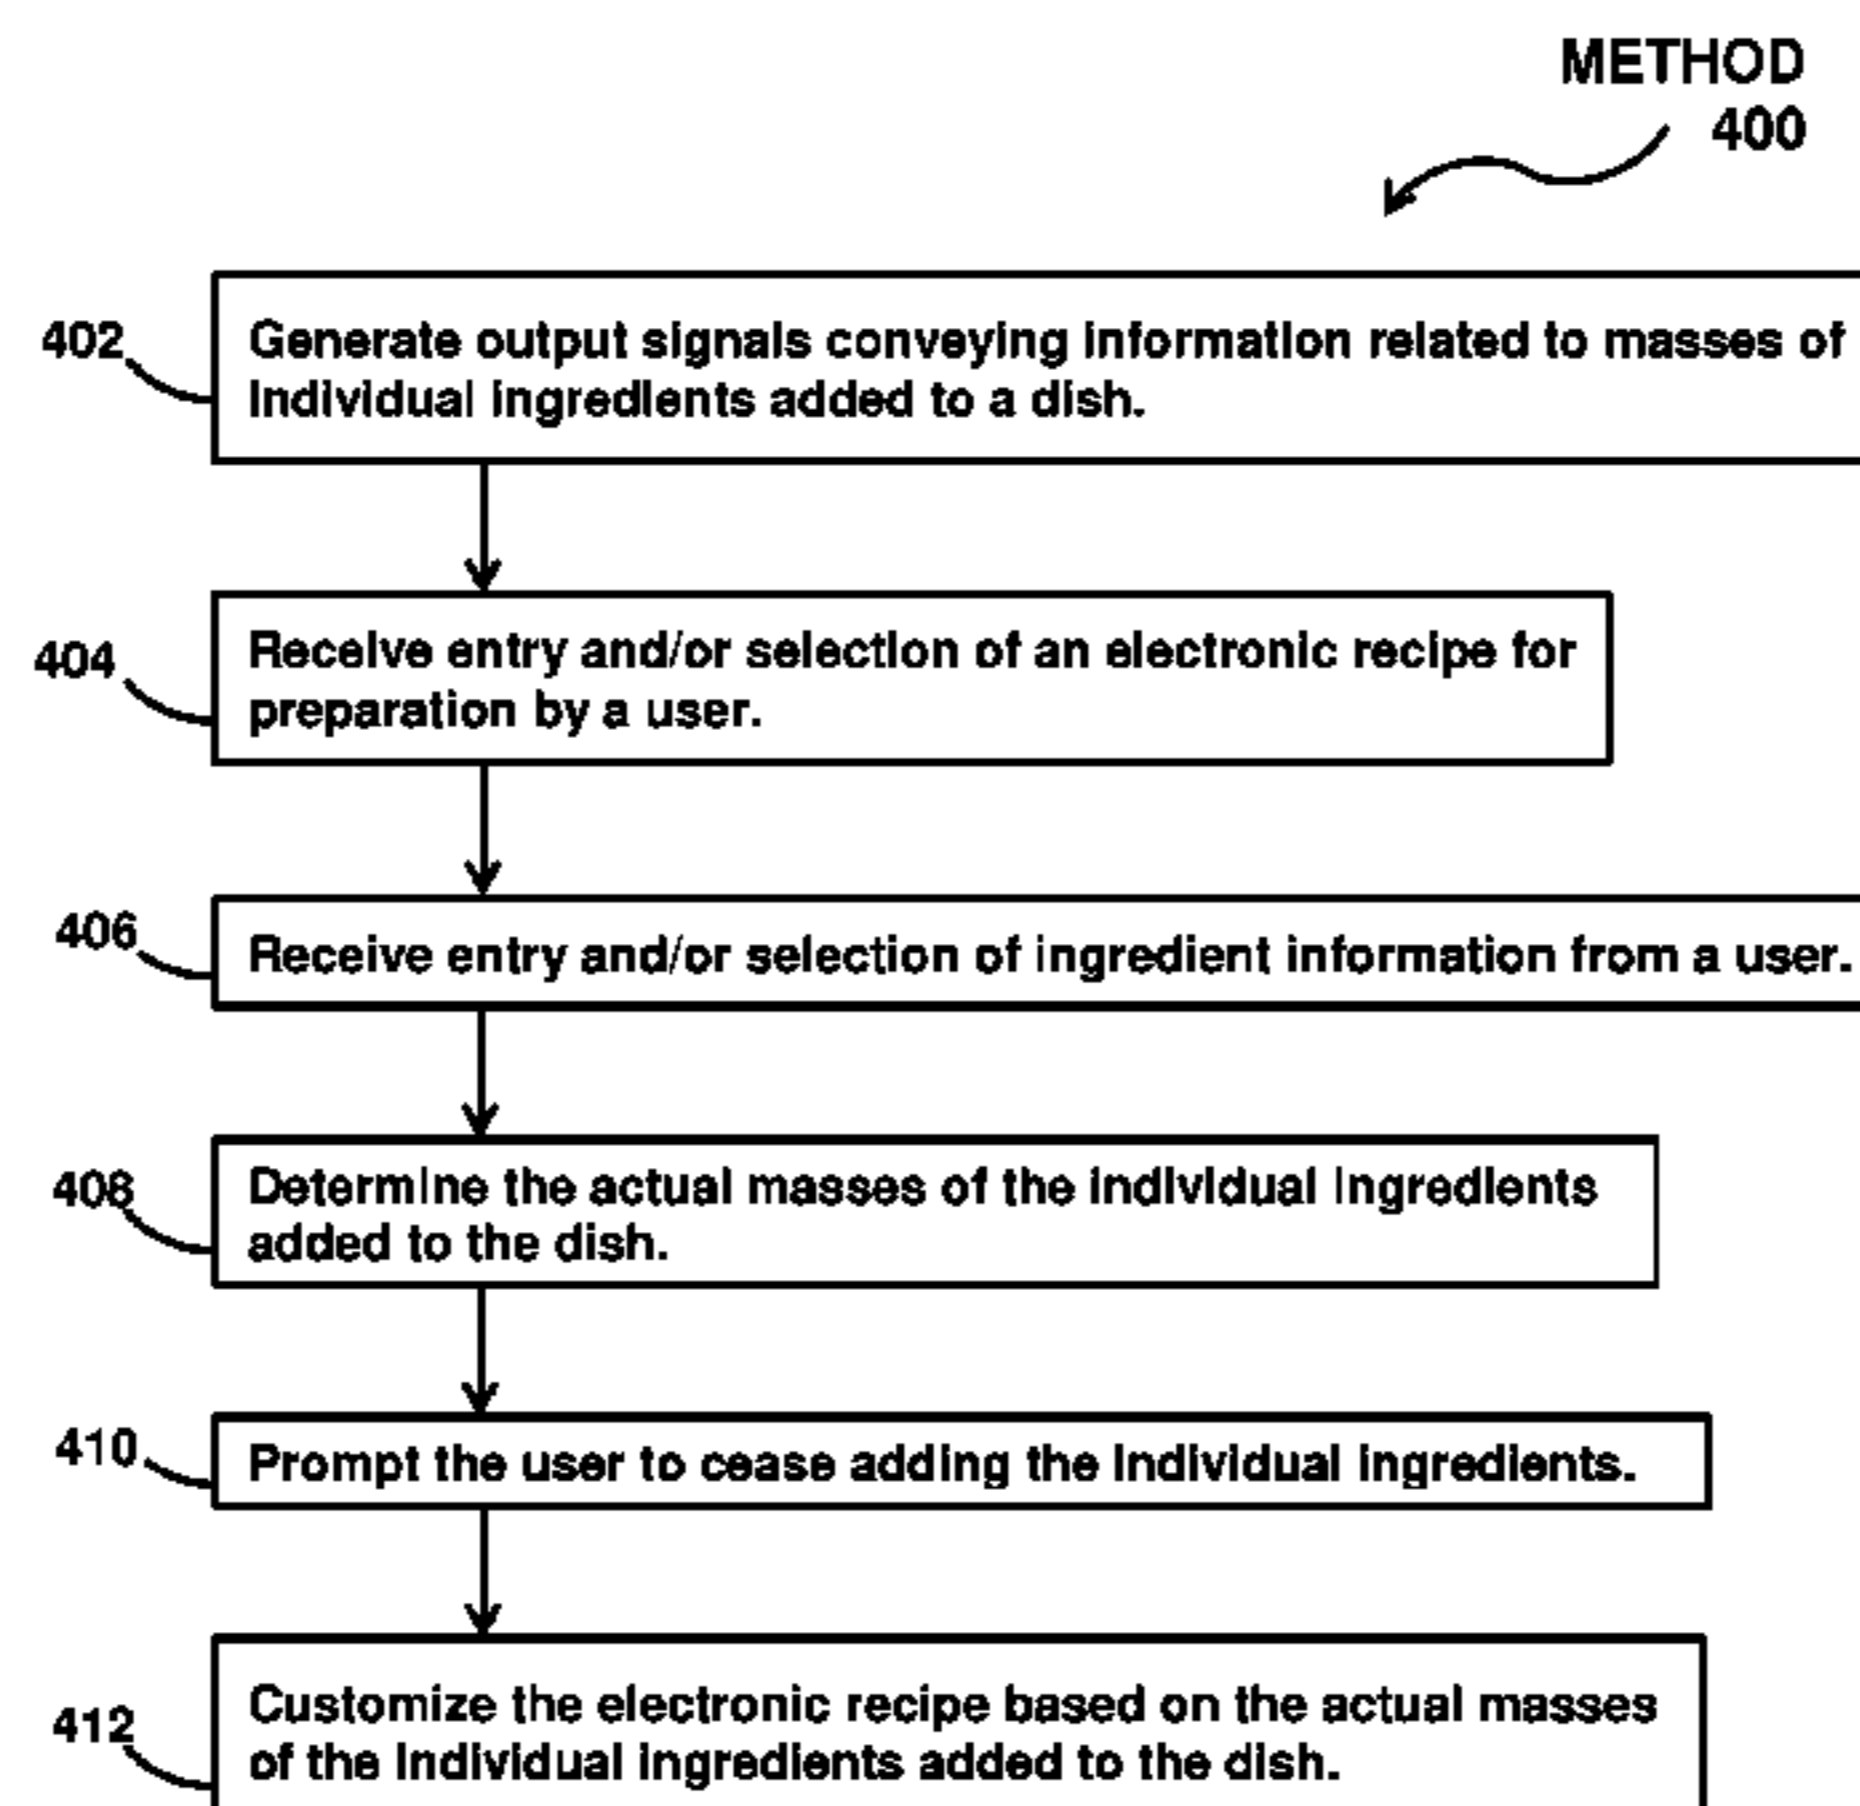 METHOD
400
402
Generate output signals conveying information related to masses of
individual ingredients added to a dish.
404
Receive entry and/or selection of an electronic recipe for
preparation by a user.
406
Receive entry and/or selection of ingredient information from a user.
408
Determine the actual masses of the individual ingredients
added to the dish.
410
Prompt the user to cease adding the individual ingredients.
412
Customize the electronic recipe based on the actual masses
of the individual ingredients added to the dish.